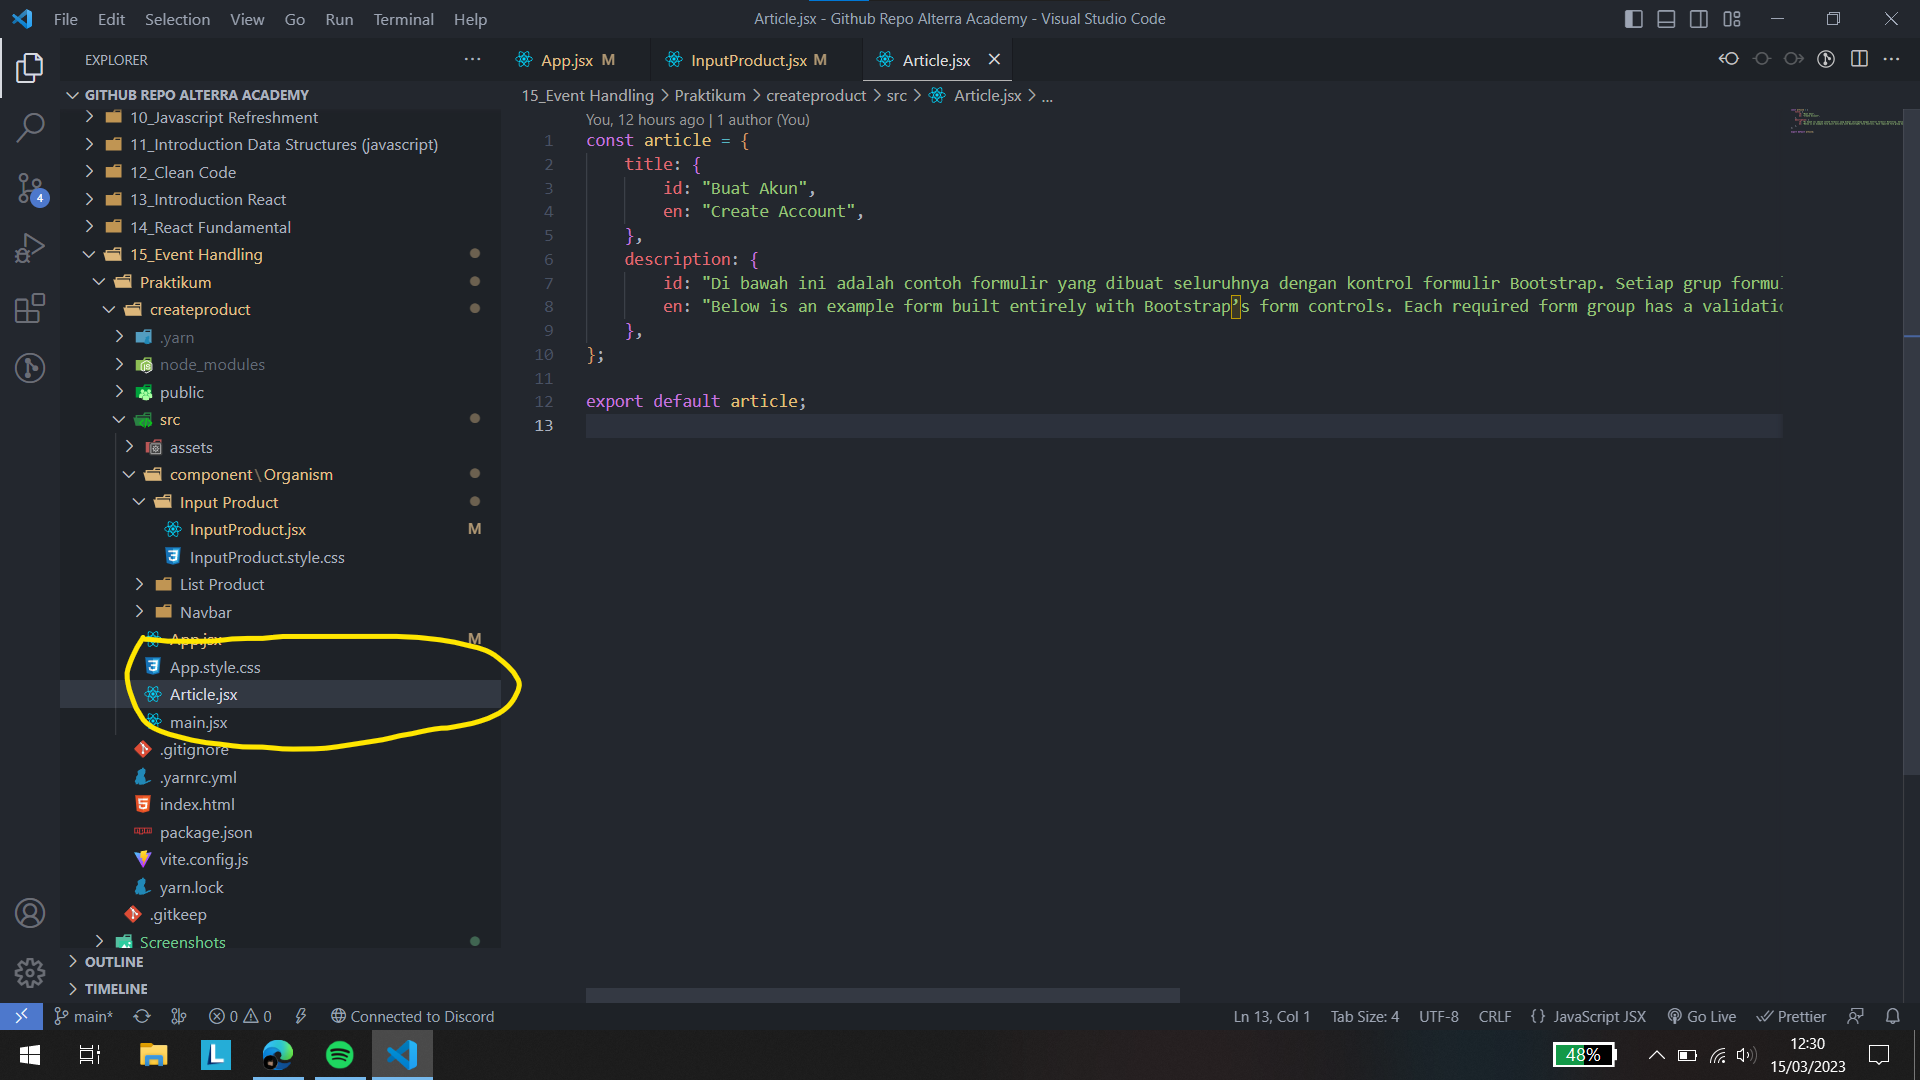 File Edit Selection View Go Run Terminal Help
Article.jsx - Github Repo Alterra Academy - Visual Studio Code
EXPLORER
App.jsx M
InputProduct.jsx M
Article.jsx
GITHUB REPO ALTERRA ACADEMY
15_Event Handling > Praktikum > createproduct > src > Article.jsx > ...
10_Javascript Refreshment
11_Introduction Data Structures (javascript)
12_Clean Code
13_Introduction React
14_React Fundamental
15_Event Handling
Praktikum
createproduct
.yarn
node_modules
public
src
assets
component\Organism
Input Product
InputProduct.jsx M
InputProduct.style.css
List Product
Navbar
App.jsx M
App.style.css
Article.jsx
main.jsx
.gitignore
.yarnrc.yml
index.html
package.json
vite.config.js
yarn.lock
.gitkeep
Screenshots
OUTLINE
TIMELINE
4
You, 12 hours ago | 1 author (You)
1 const article = {
2 title: {
3 id: "Buat Akun",
4 en: "Create Account",
5 },
6 description: {
7 id: "Di bawah ini adalah contoh formulir yang dibuat seluruhnya dengan kontrol formulir Bootstrap. Setiap grup formul
8 en: "Below is an example form built entirely with Bootstrap’s form controls. Each required form group has a validati
9 },
10 };
11
12 export default article;
13
main* 0 0 Connected to Discord
Ln 13, Col 1 Tab Size: 4 UTF-8 CRLF {} JavaScript JSX Go Live Prettier
L
48%
12:30
15/03/2023